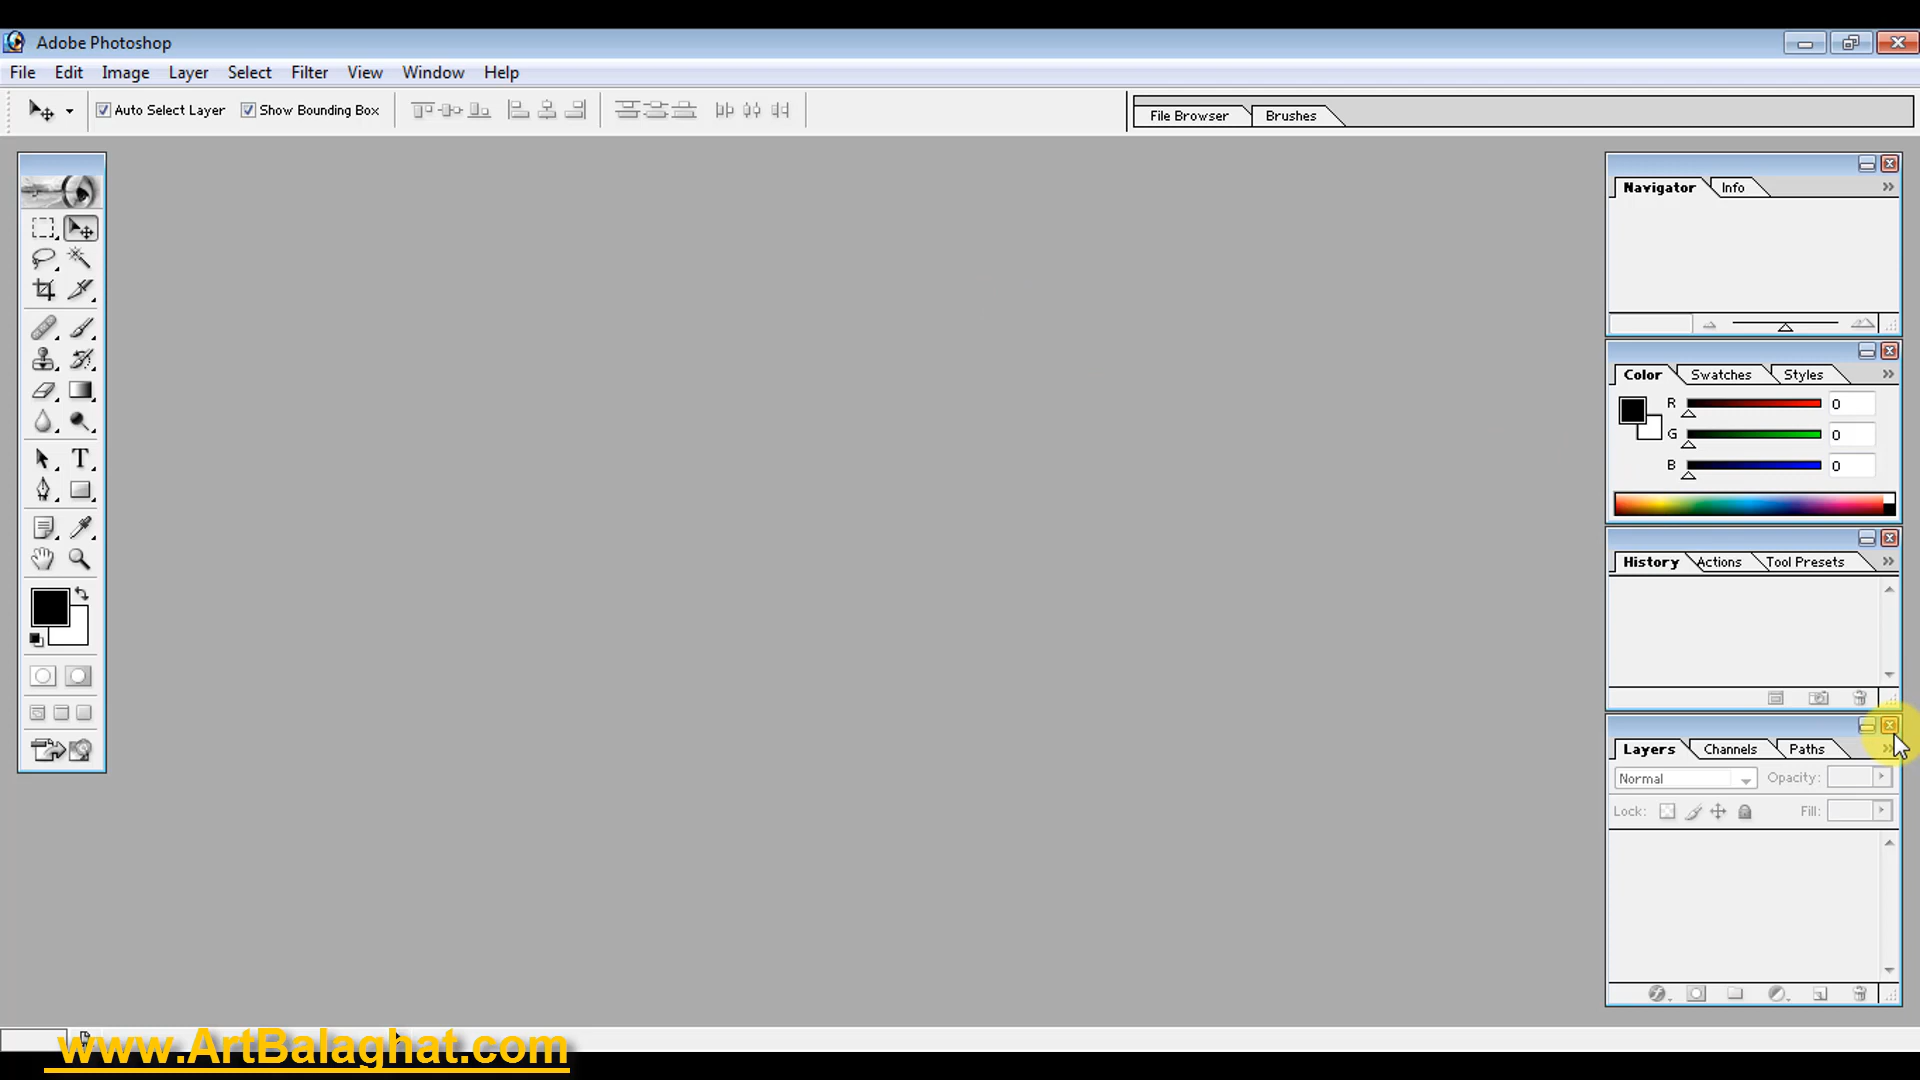 Adobe Photoshop
File Edit Image Layer Select Filter View Window Help
Auto Select Layer Show Bounding Box File Browser Brushes
Navigator Info
Color Swatches Styles
R 0
G 0
B 0
History Actions Tool Presets
Layers Channels Paths
Normal Opacity:
Lock: Fill:
www.ArtBalaghat.com